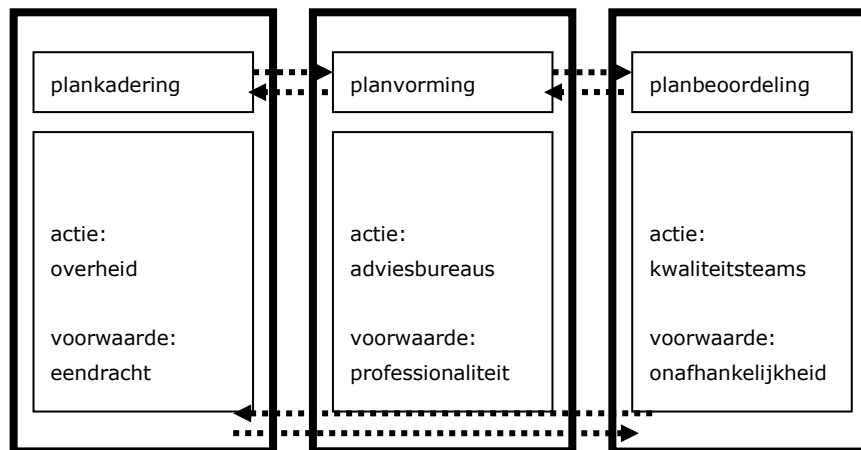 plankadering
planvorming
planbeoordeling
actie:
overheid
voorwaarde:
eendracht
actie:
adviesbureaus
voorwaarde:
professionaliteit
actie:
kwaliteitsteams
voorwaarde:
onafhankelijkheid